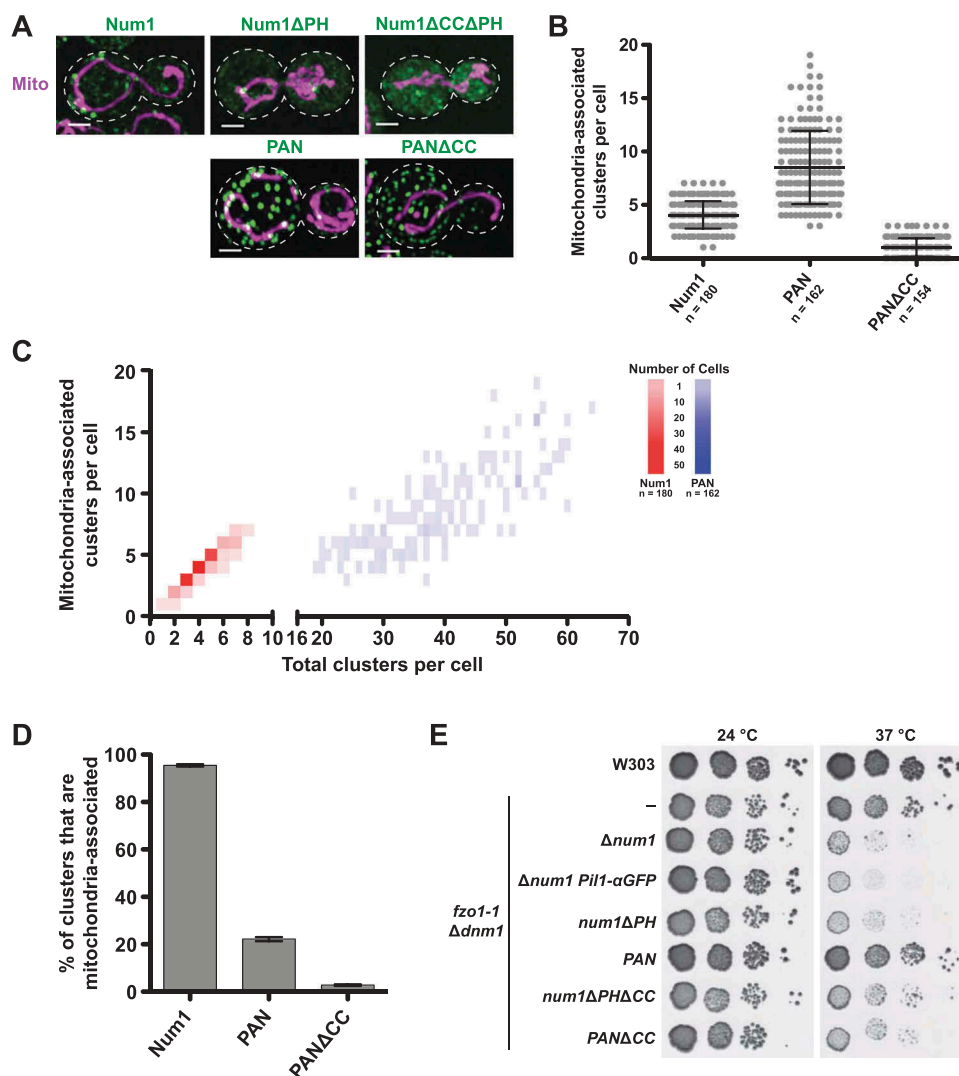 A
Num1
Num1ΔPH
Num1ΔCCΔPH
Mito
PAN
PANΔCC
B
Mitochondria-associated
clusters per cell
20
15
10
5
0
Num1
n = 180
PAN
n = 162
PANΔCC
n = 154
C
Mitochondria-associated
custers per cell
20
15
10
5
0
0 2 4 6 8 10 16 20 30 40 50 60 70
Total clusters per cell
Number of Cells
1
10
20
30
40
50
Num1
n = 180
PAN
n = 162
D
% of clusters that are
mitochondria-associated
100
80
60
40
20
0
Num1
PAN
PANΔCC
E
24 °C
37 °C
W303
–
Δnum1
Δnum1 Pil1-αGFP
num1ΔPH
PAN
num1ΔPHΔCC
PANΔCC
fzo1-1
Δdnm1